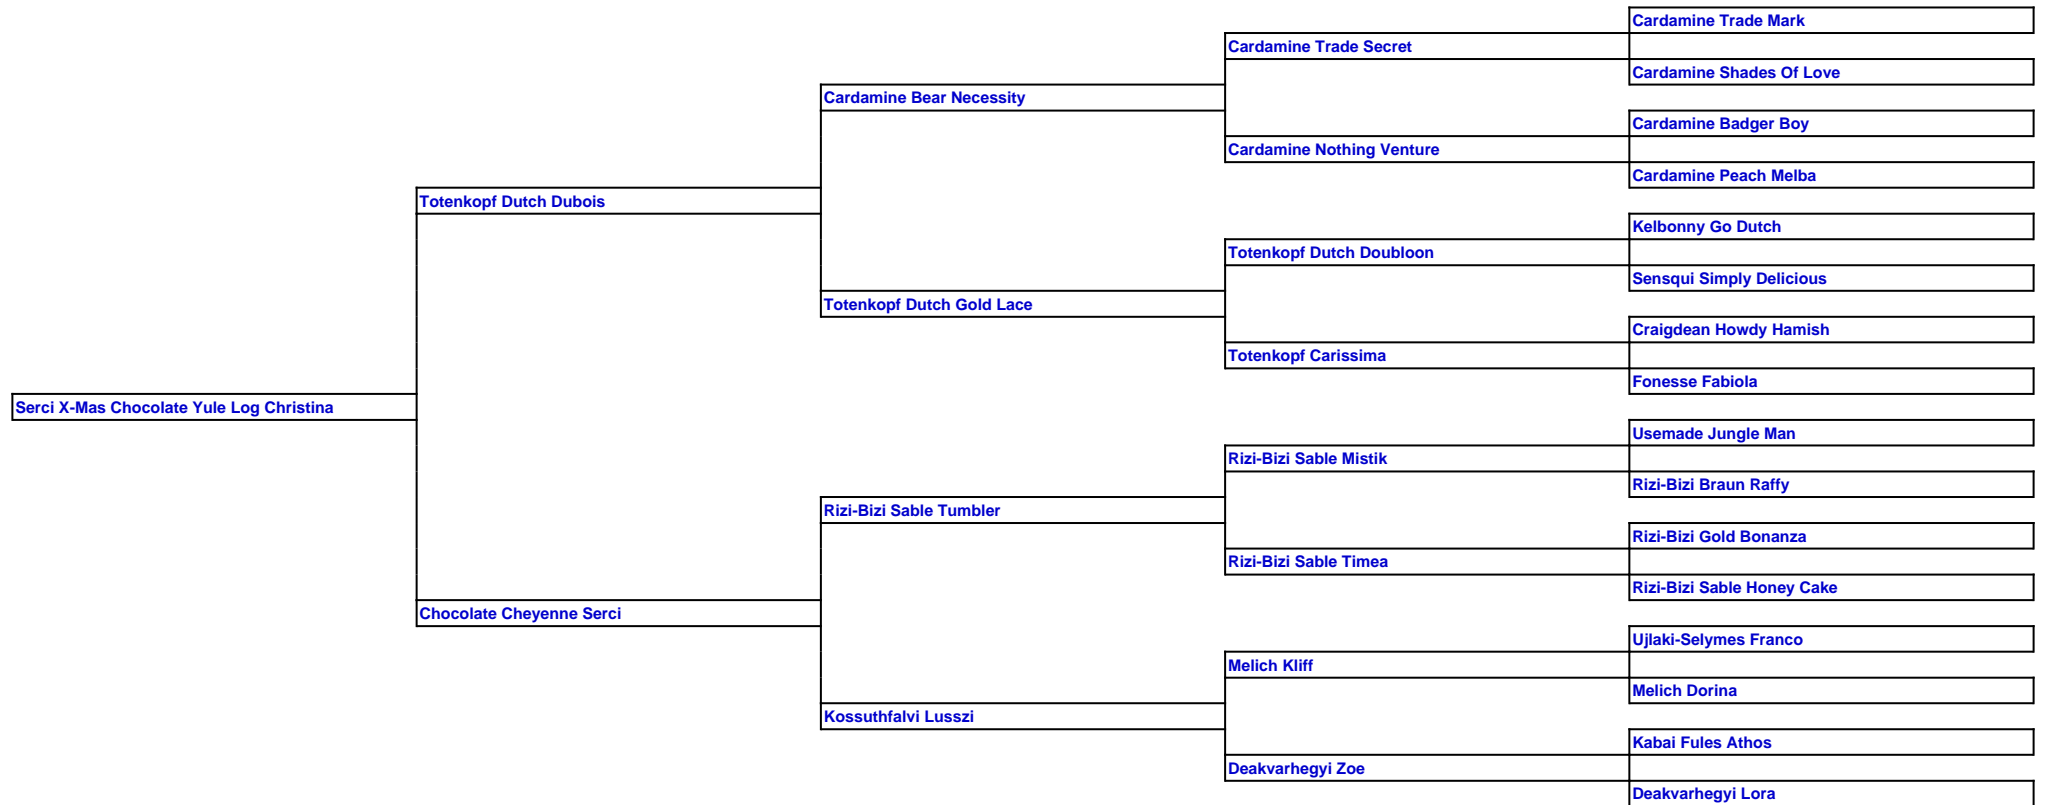 Cardamine Trade Mark
Cardamine Trade Secret
Cardamine Shades Of Love
Cardamine Bear Necessity
Cardamine Badger Boy
Cardamine Nothing Venture
Cardamine Peach Melba
Totenkopf Dutch Dubois
Kelbonny Go Dutch
Totenkopf Dutch Doubloon
Sensqui Simply Delicious
Totenkopf Dutch Gold Lace
Craigdean Howdy Hamish
Totenkopf Carissima
Fonesse Fabiola
Serci X-Mas Chocolate Yule Log Christina
Usemade Jungle Man
Rizi-Bizi Sable Mistik
Rizi-Bizi Braun Raffy
Rizi-Bizi Sable Tumbler
Rizi-Bizi Gold Bonanza
Rizi-Bizi Sable Timea
Rizi-Bizi Sable Honey Cake
Chocolate Cheyenne Serci
Ujlaki-Selymes Franco
Melich Kliff
Melich Dorina
Kossuthfalvi Lusszi
Kabai Fules Athos
Deakvarhegyi Zoe
Deakvarhegyi Lora